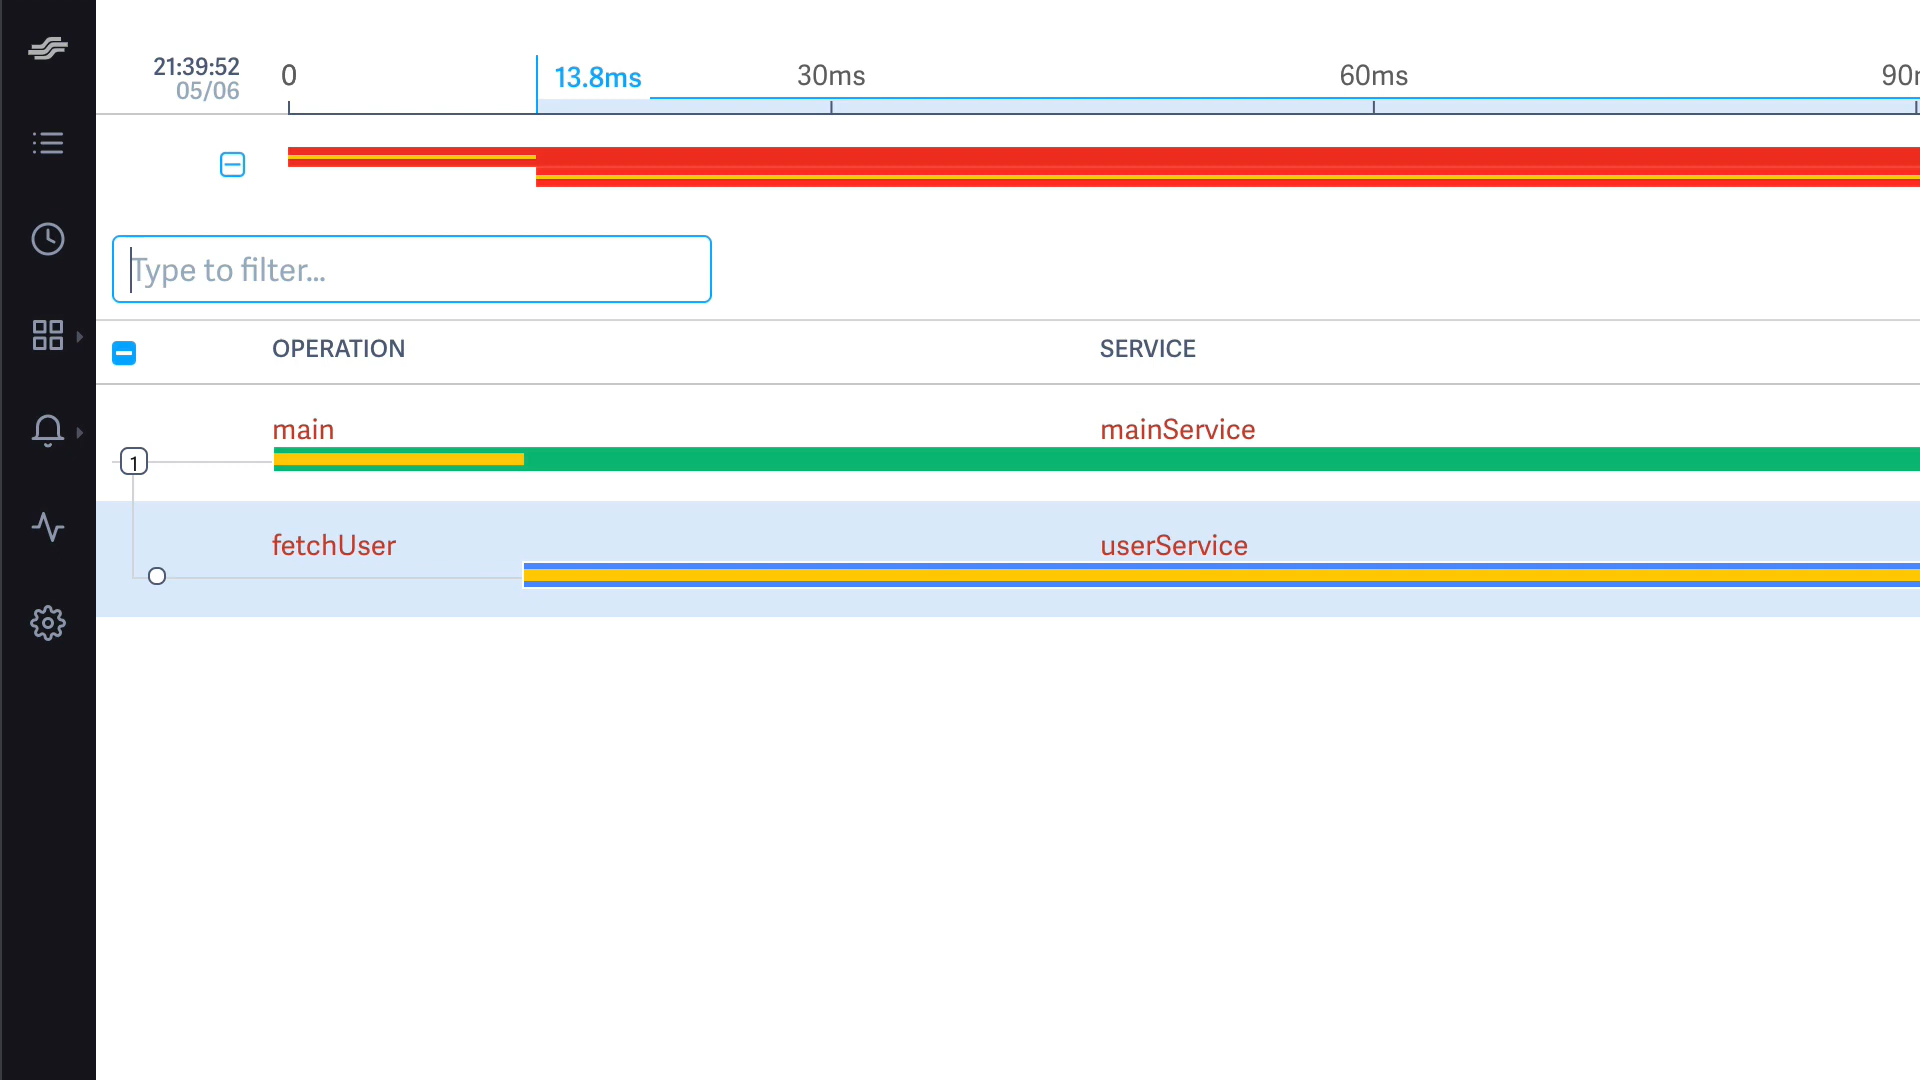 21:39:52
05/06
0
13.8ms
30ms
60ms
90
Type to filter...
OPERATION
SERVICE
main
mainService
1
fetchUser
userService